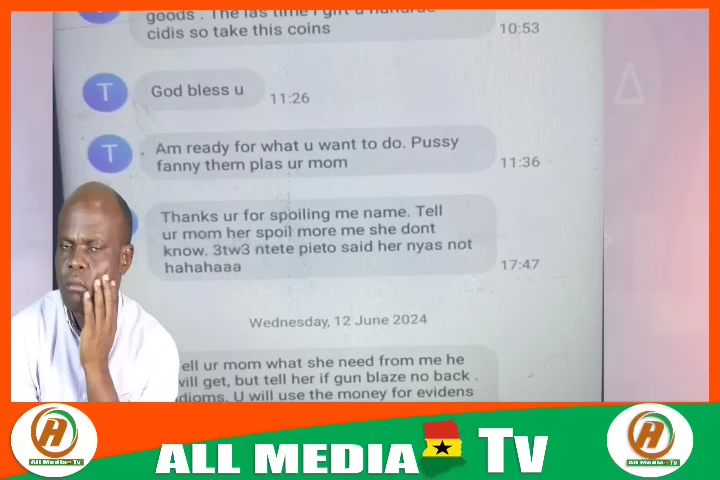 goods . The las time I gift u hundrae
cidis so take this coins
10:53
T
God bless u
11:26
T
Am ready for what u want to do. Pussy
fanny them plas ur mom
11:36
Thanks ur for spoiling me name. Tell
ur mom her spoil more me she dont
know. 3tw3 ntete pieto said her nyas not
hahahaaa
17:47
Wednesday, 12 June 2024
ell ur mom what she need from me he
will get, but tell her if gun blaze no back .
dioms. U will use the money for evidens
All Media Tv
ALL MEDIA TV
All Media Tv